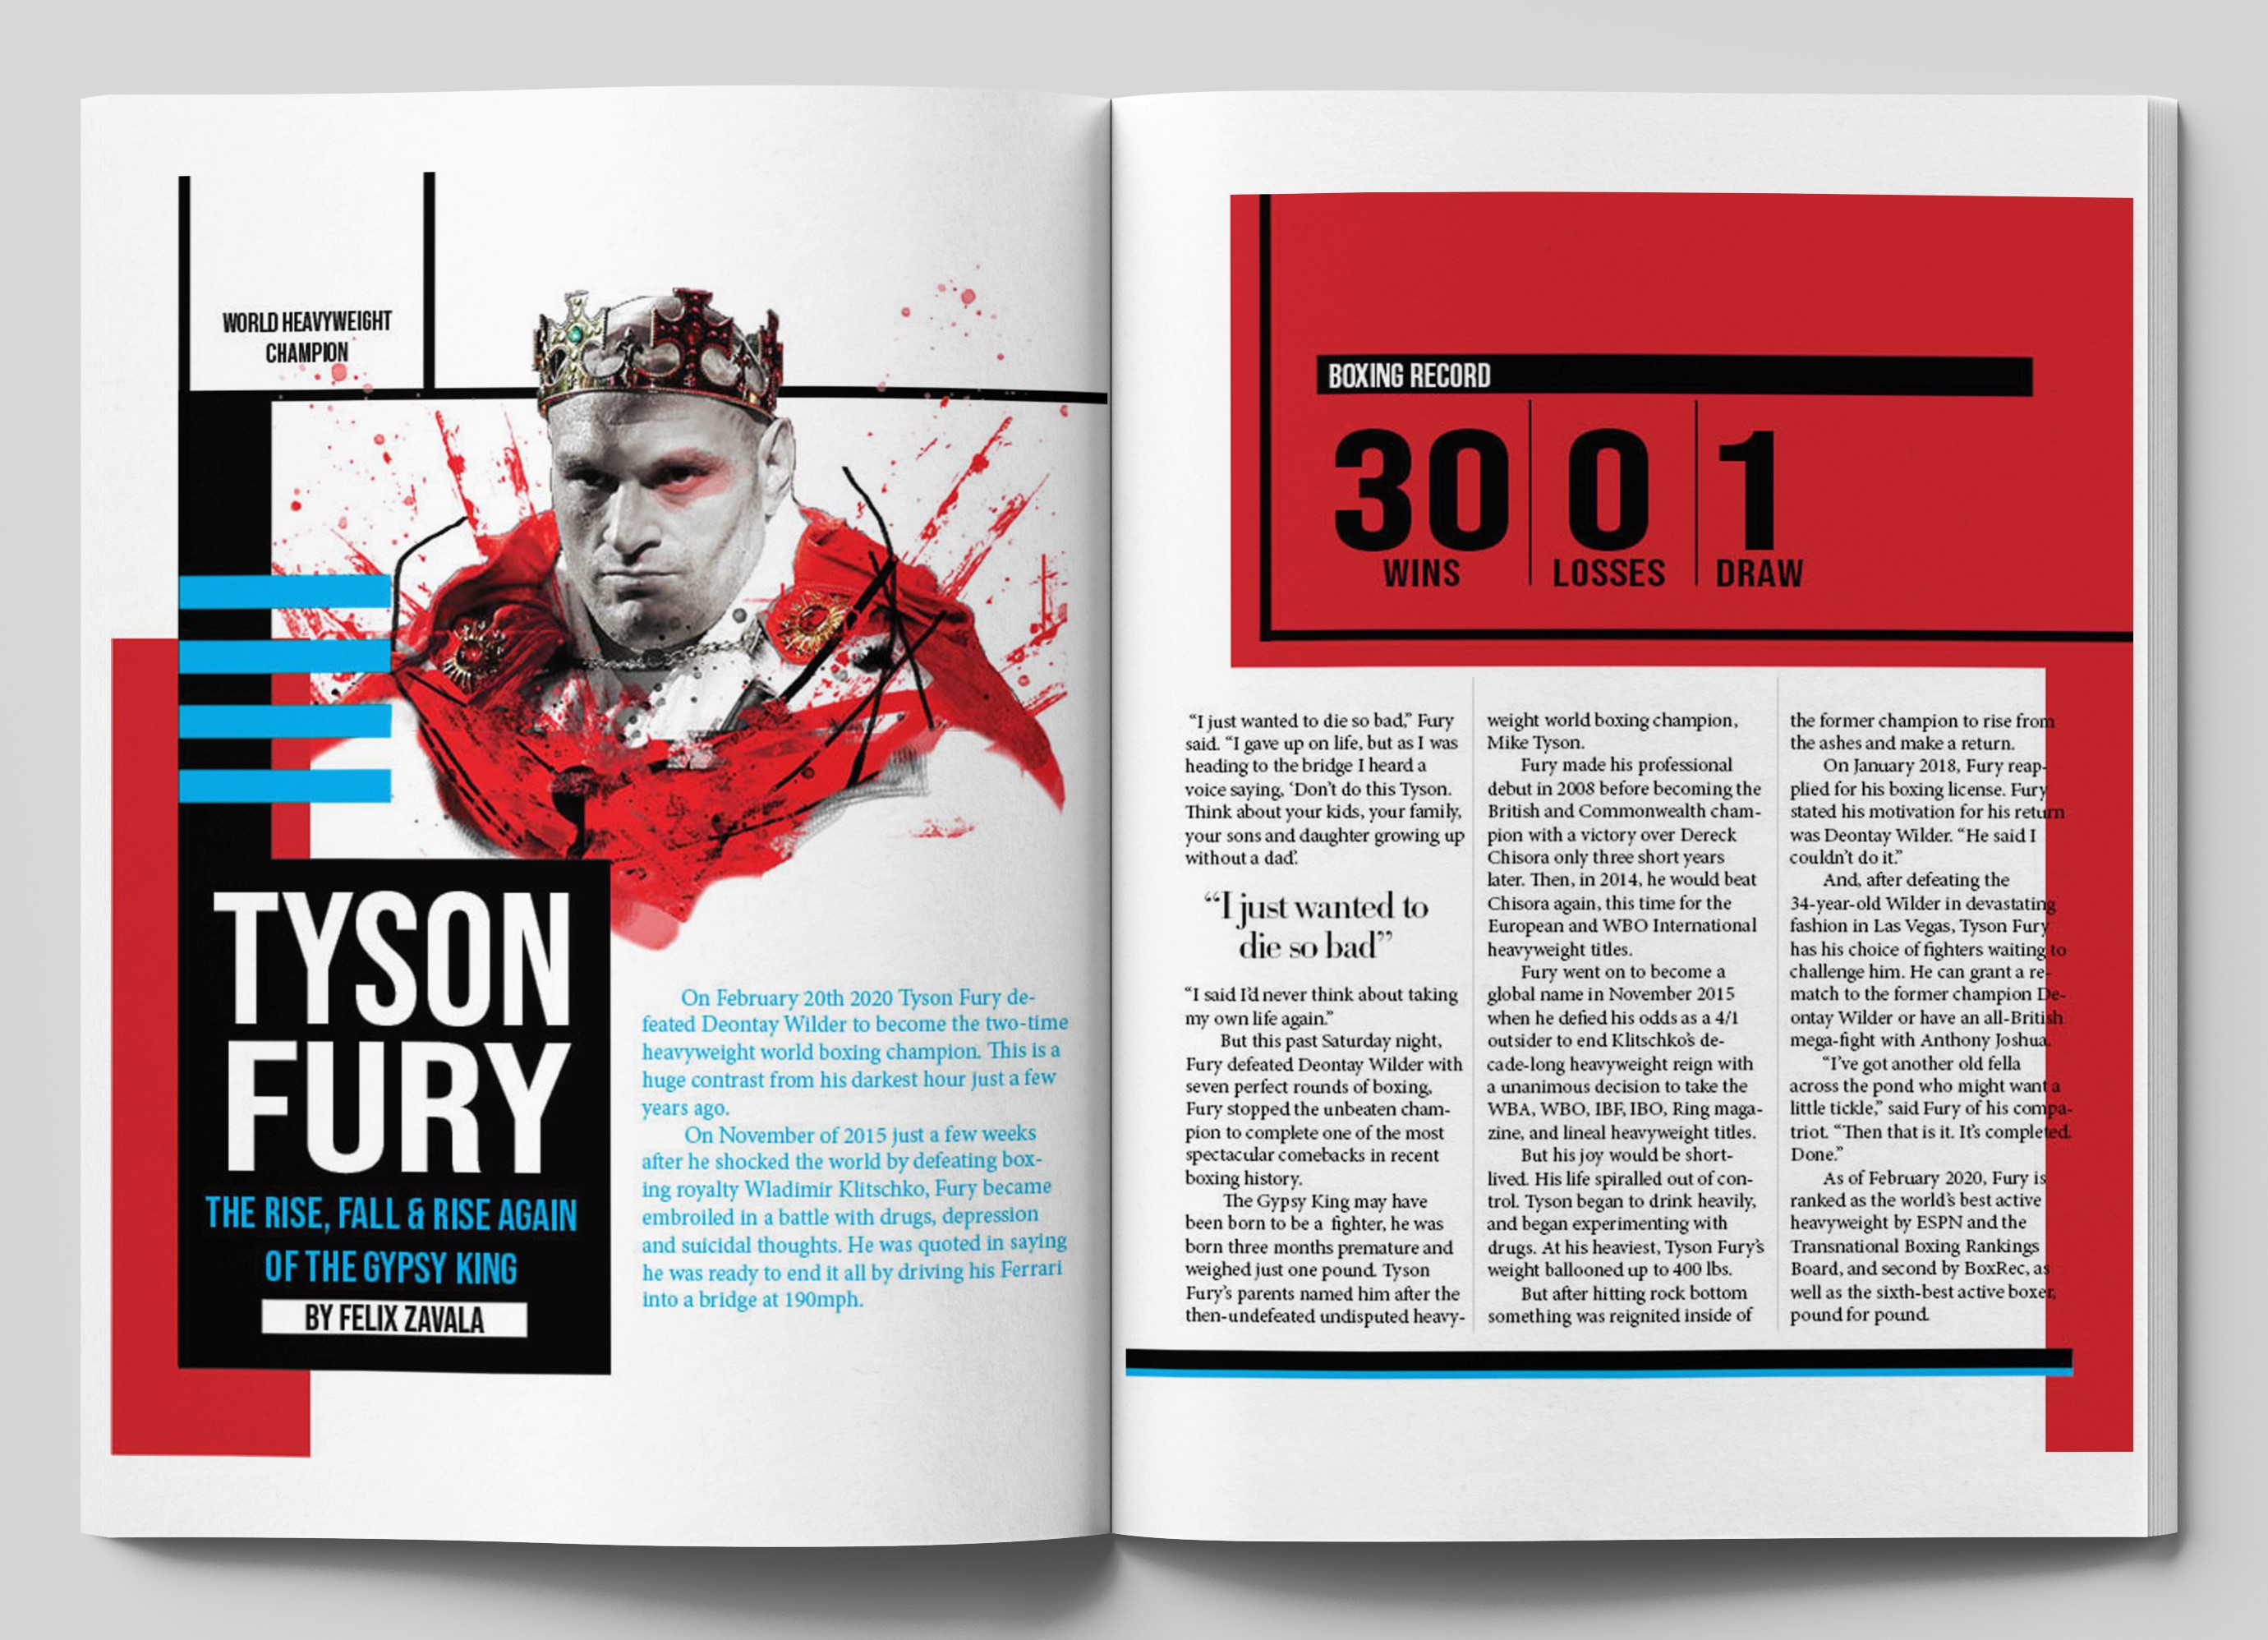 WORLD HEAVYWEIGHT
CHAMPION
TYSON
FURY
THE RISE, FALL & RISE AGAIN
OF THE GYPSY KING
BY FELIX ZAVALA
On February 20th 2020 Tyson Fury de-
feated Deontay Wilder to become the two-time
heavyweight world boxing champion. This is a
huge contrast from his darkest hour just a few
years ago.
On November of 2015 just a few weeks
after he shocked the world by defeating box-
ing royalty Wladimir Klitschko, Fury became
embroiled in a battle with drugs, depression
and suicidal thoughts. He was quoted in saying
he was ready to end it all by driving his Ferrari
into a bridge at 190mph.
BOXING RECORD
30 0 1
WINS LOSSES DRAW
“I just wanted to die so bad,” Fury
said. “I gave up on life, but as I was
heading to the bridge I heard a
voice saying, ‘Don’t do this Tyson.
Think about your kids, your family,
your sons and daughter growing up
without a dad’.
“I just wanted to
die so bad”
“I said I’d never think about taking
my own life again.”
But this past Saturday night,
Fury defeated Deontay Wilder with
seven perfect rounds of boxing,
Fury stopped the unbeaten cham-
pion to complete one of the most
spectacular comebacks in recent
boxing history.
The Gypsy King may have
been born to be a fighter, he was
born three months premature and
weighed just one pound. Tyson
Fury’s parents named him after the
then-undefeated undisputed heavy-
weight world boxing champion,
Mike Tyson.
Fury made his professional
debut in 2008 before becoming the
British and Commonwealth cham-
pion with a victory over Dereck
Chisora only three short years
later. Then, in 2014, he would beat
Chisora again, this time for the
European and WBO International
heavyweight titles.
Fury went on to become a
global name in November 2015
when he defied his odds as a 4/1
outsider to end Klitschko’s de-
cade-long heavyweight reign with
a unanimous decision to take the
WBA, WBO, IBF, IBO, Ring maga-
zine, and lineal heavyweight titles.
But his joy would be short-
lived. His life spiralled out of con-
trol. Tyson began to drink heavily,
and began experimenting with
drugs. At his heaviest, Tyson Fury’s
weight ballooned up to 400 lbs.
But after hitting rock bottom
something was reignited inside of
the former champion to rise from
the ashes and make a return.
On January 2018, Fury reap-
plied for his boxing license. Fury
stated his motivation for his return
was Deontay Wilder. “He said I
couldn’t do it.”
And, after defeating the
34-year-old Wilder in devastating
fashion in Las Vegas, Tyson Fury
has his choice of fighters waiting to
challenge him. He can grant a re-
match to the former champion De-
ontay Wilder or have an all-British
mega-fight with Anthony Joshua.
“I’ve got another old fella
across the pond who might want a
little tickle,” said Fury of his compa-
triot. “Then that is it. It’s completed.
Done.”
As of February 2020, Fury is
ranked as the world’s best active
heavyweight by ESPN and the
Transnational Boxing Rankings
Board, and second by BoxRec, as
well as the sixth-best active boxer,
pound for pound.